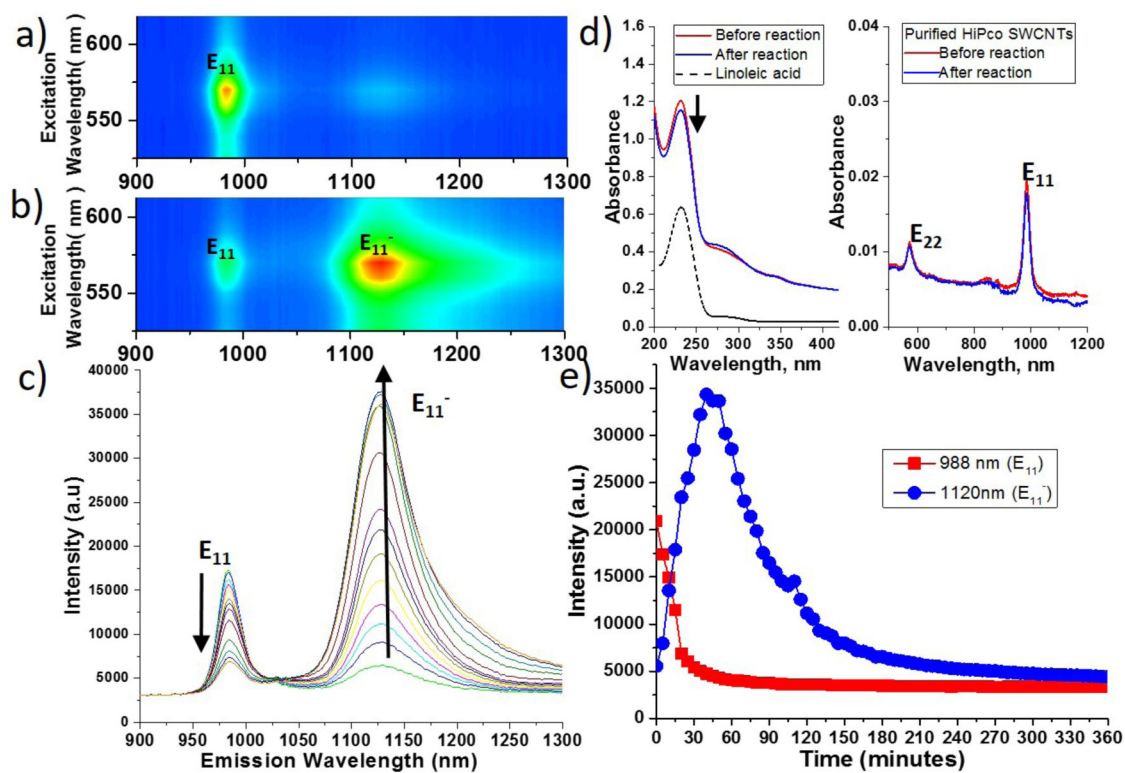 a)
Excitation
Wavelength( nm)
600
550
E11
900 1000 1100 1200 1300
b)
Excitation
Wavelength( nm)
600
550
E11
E11-
900 1000 1100 1200 1300
c)
Intensity (a.u)
40000
35000
30000
25000
20000
15000
10000
5000
0
E11
E11-
900 950 1000 1050 1100 1150 1200 1250 1300
Emission Wavelength (nm)
d)
Before reaction
After reaction
Linoleic acid
Absorbance
1.8
1.6
1.4
1.2
1.0
0.8
0.6
0.4
0.2
0.0
200 250 300 350 400
Wavelength, nm
Purified HiPco SWCNTs
Before reaction
After reaction
Absorbance
0.04
0.03
0.02
0.01
0.00
E22
E11
600 800 1000 1200
Wavelength, nm
e)
Intensity (a.u.)
35000
30000
25000
20000
15000
10000
5000
0
988 nm (E11)
1120nm (E11-)
0 30 60 90 120 150 180 210 240 270 300 330 360
Time (minutes)